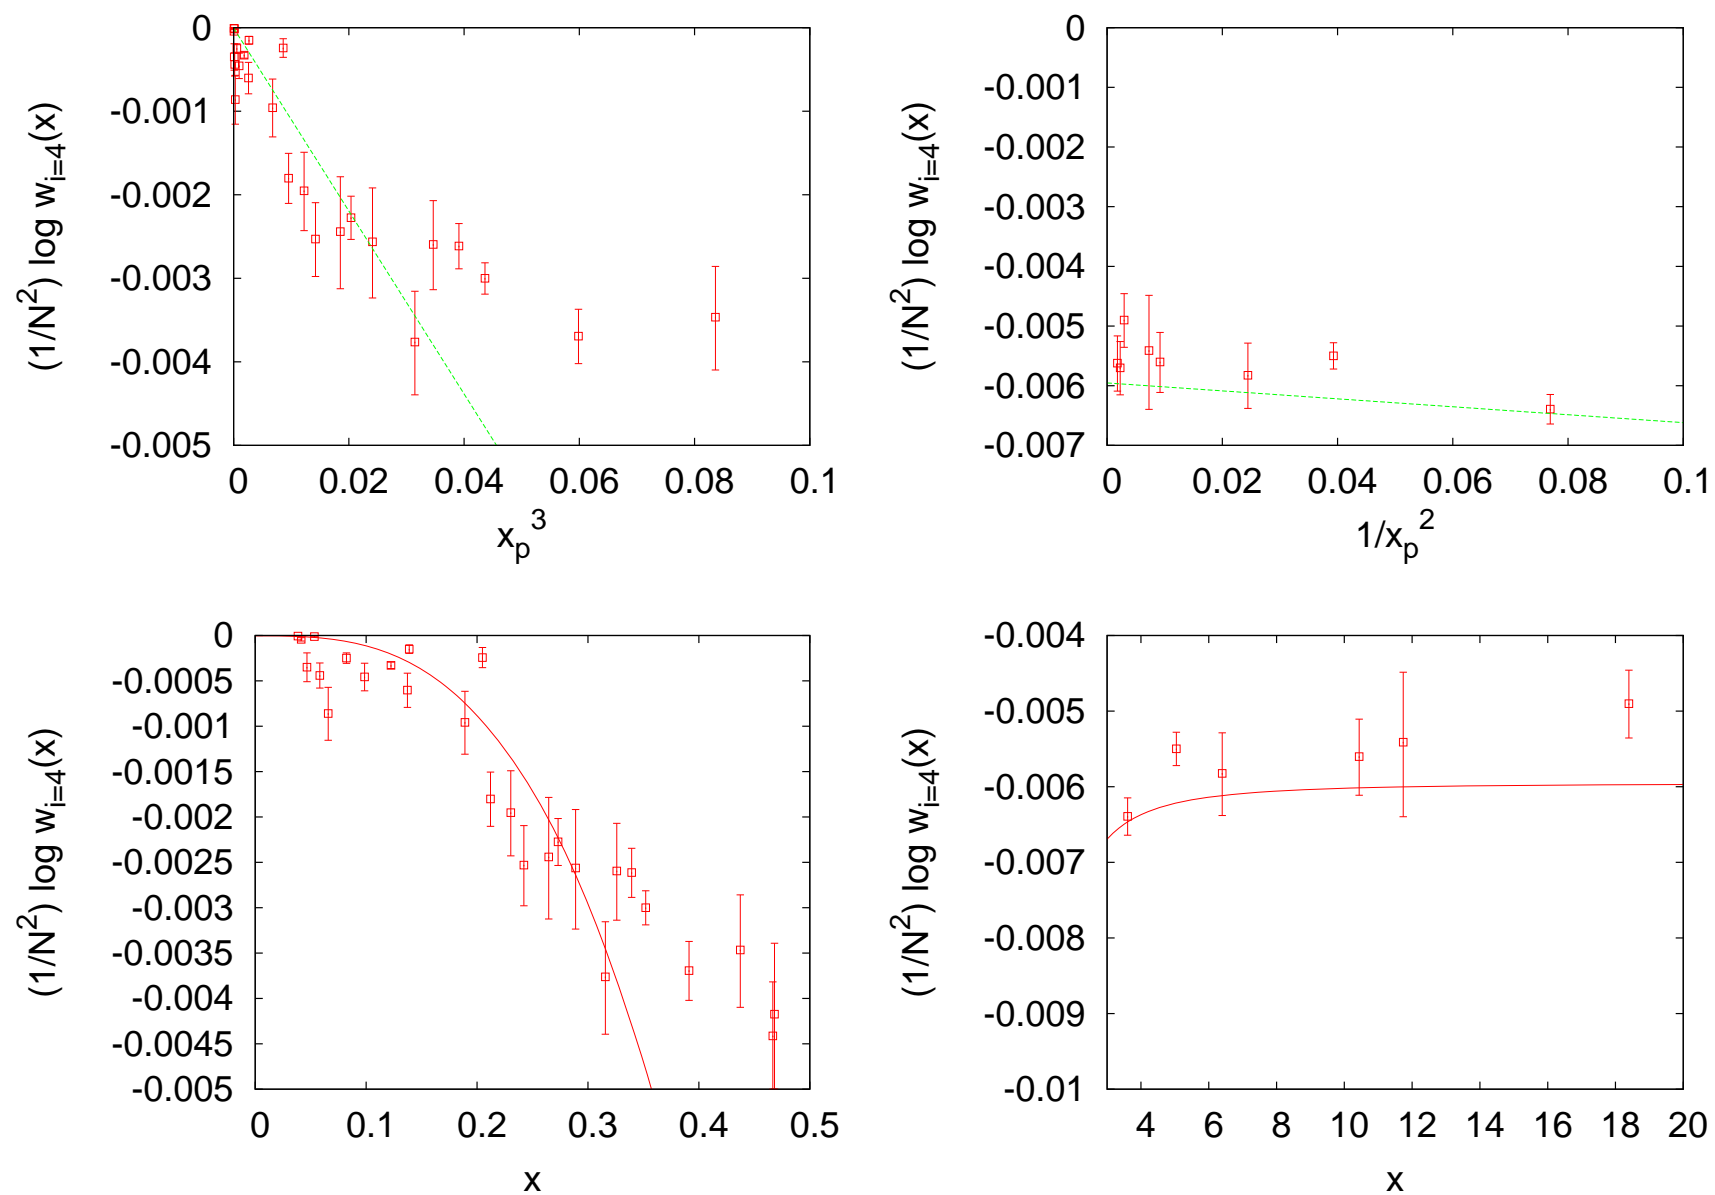 (1/N^2) log w_{i=4}(x)
0
-0.001
-0.002
-0.003
-0.004
-0.005
0 0.02 0.04 0.06 0.08 0.1
x_p^3
(1/N^2) log w_{i=4}(x)
0
-0.001
-0.002
-0.003
-0.004
-0.005
-0.006
-0.007
0 0.02 0.04 0.06 0.08 0.1
1/x_p^2
(1/N^2) log w_{i=4}(x)
0
-0.0005
-0.001
-0.0015
-0.002
-0.0025
-0.003
-0.0035
-0.004
-0.0045
-0.005
0 0.1 0.2 0.3 0.4 0.5
x
(1/N^2) log w_{i=4}(x)
-0.004
-0.005
-0.006
-0.007
-0.008
-0.009
-0.01
4 6 8 10 12 14 16 18 20
x